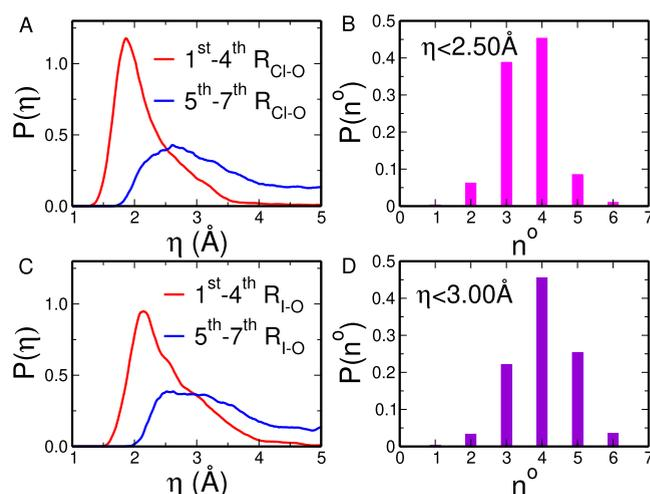 A
P(η)
1.0
0.5
0.0
1st-4th RCl-O
5th-7th RCl-O
1 2 3 4 5
η (Å)
B
P(nº)
0.5
0.4
0.3
0.2
0.1
0
η<2.50Å
0 1 2 3 4 5 6 7
nº
C
P(η)
1.0
0.5
0.0
1st-4th RI-O
5th-7th RI-O
1 2 3 4 5
η (Å)
D
P(nº)
0.5
0.4
0.3
0.2
0.1
0
η<3.00Å
0 1 2 3 4 5 6 7
nº